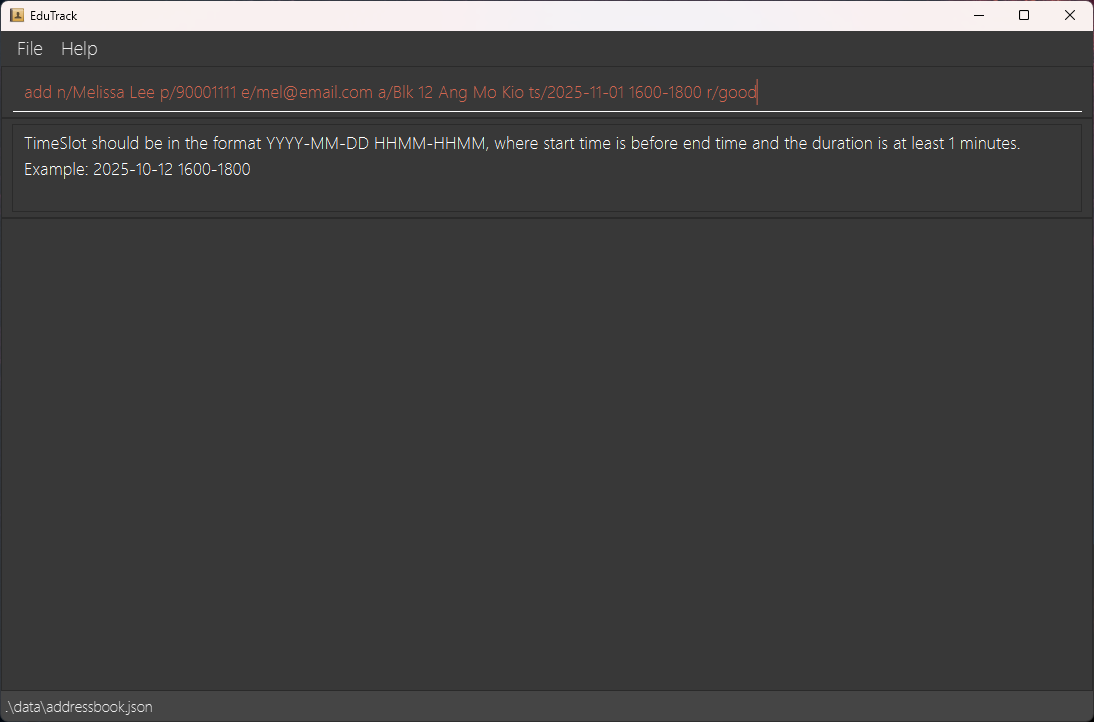 EduTrack
File Help
add n/Melissa Lee p/90001111 e/mel@email.com a/Blk 12 Ang Mo Kio ts/2025-11-01 1600-1800 r/good
TimeSlot should be in the format YYYY-MM-DD HHMM-HHMM, where start time is before end time and the duration is at least 1 minutes.
Example: 2025-10-12 1600-1800
.\data\addressbook.json